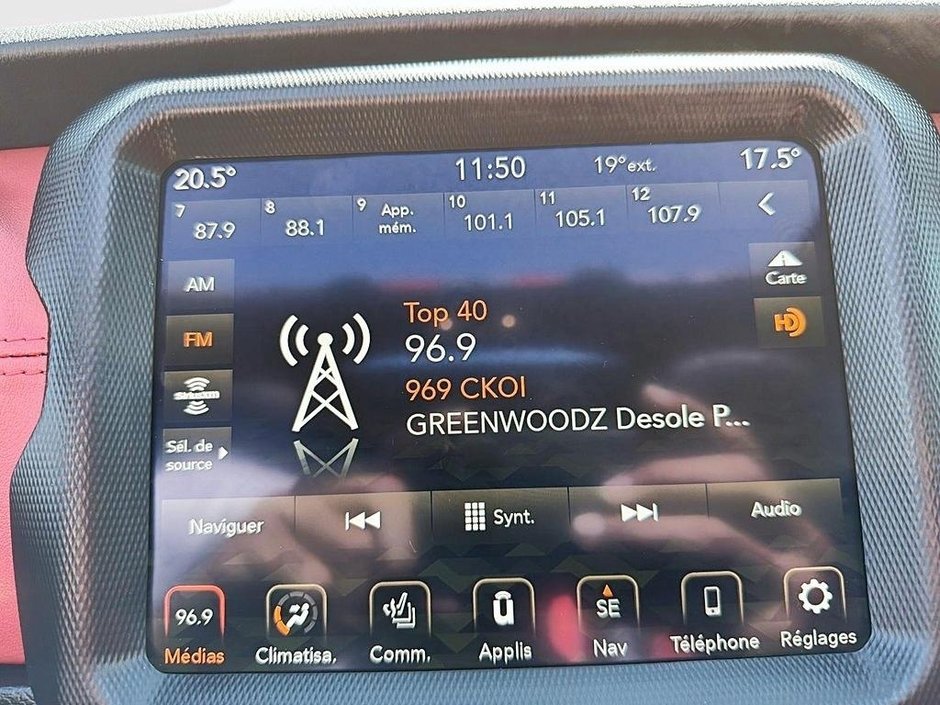 20.5° 11:50 19°ext. 17.5°
7 87.9 8 88.1 9 App. mém. 10 101.1 11 105.1 12 107.9
AM
Carte
FM
HD
SiriusXM
Sél. de
source
Top 40
96.9
969 CKOI
GREENWOODZ Desole P...
Naviguer Synt. Audio
96.9 SE
Médias Climatisa. Comm. Applis Nav Téléphone Réglages